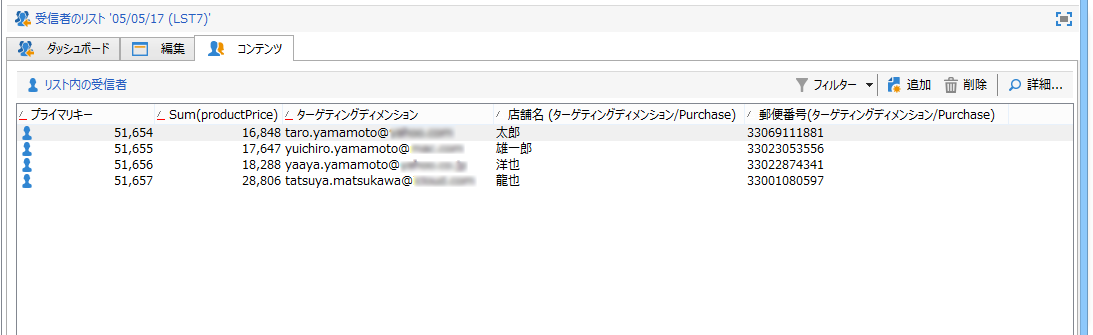 受信者のリスト '05/05/17 (LST7)'
ダッシュボード 編集 コンテンツ
リスト内の受信者 フィルター 追加 削除 詳細...
プライマリキー Sum(productPrice) ターゲティングディメンション 店舗名 (ターゲティングディメンション/Purchase) 郵便番号(ターゲティングディメンション/Purchase)
51,654 16,848 taro.yamamoto@ 太郎 33069111881
51,655 17,647 yuichiro.yamamoto@ 雄一郎 33023053556
51,656 18,288 yaaya.yamamoto@ 洋也 33022874341
51,657 28,806 tatsuya.matsukawa@ 龍也 33001080597